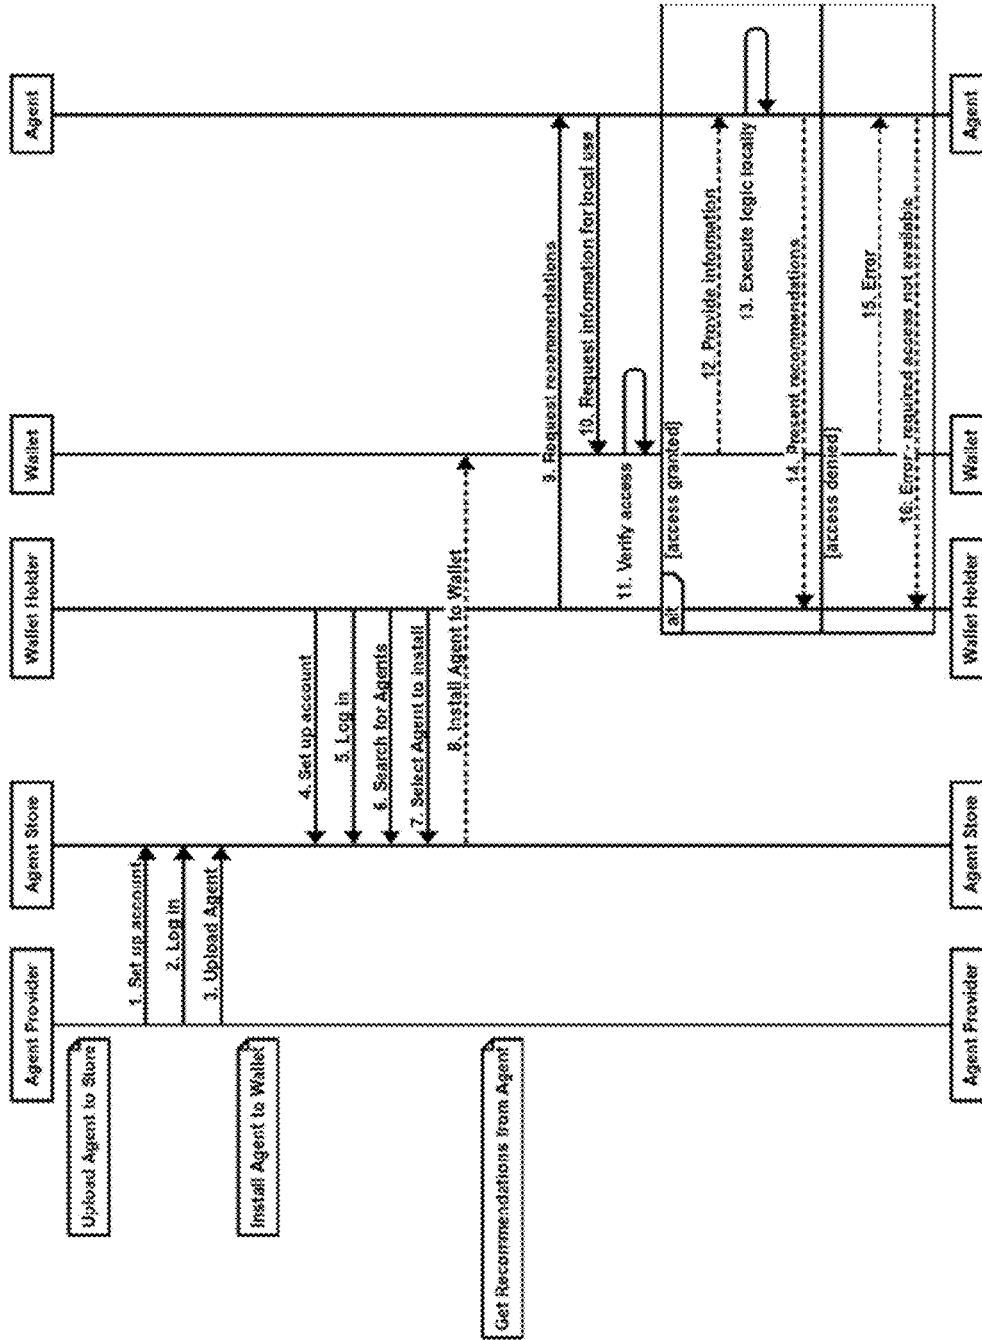 Agent Provider
Agent Store
Wallet Holder
Wallet
Agent
Upload Agent to Store
1. Set up account
2. Log in
3. Upload Agent
Install Agent to Wallet
4. Set up account
5. Log in
6. Search for Agents
7. Select Agent to install
8. Install Agent to Wallet
Get Recommendations from Agent
9. Request recommendations
10. Request information for local use
11. Verify access
alt
[access granted]
12. Provide information
13. Execute logic locally
14. Present recommendations
[access denied]
15. Error
16. Error - required access not available
Agent Provider
Agent Store
Wallet Holder
Wallet
Agent